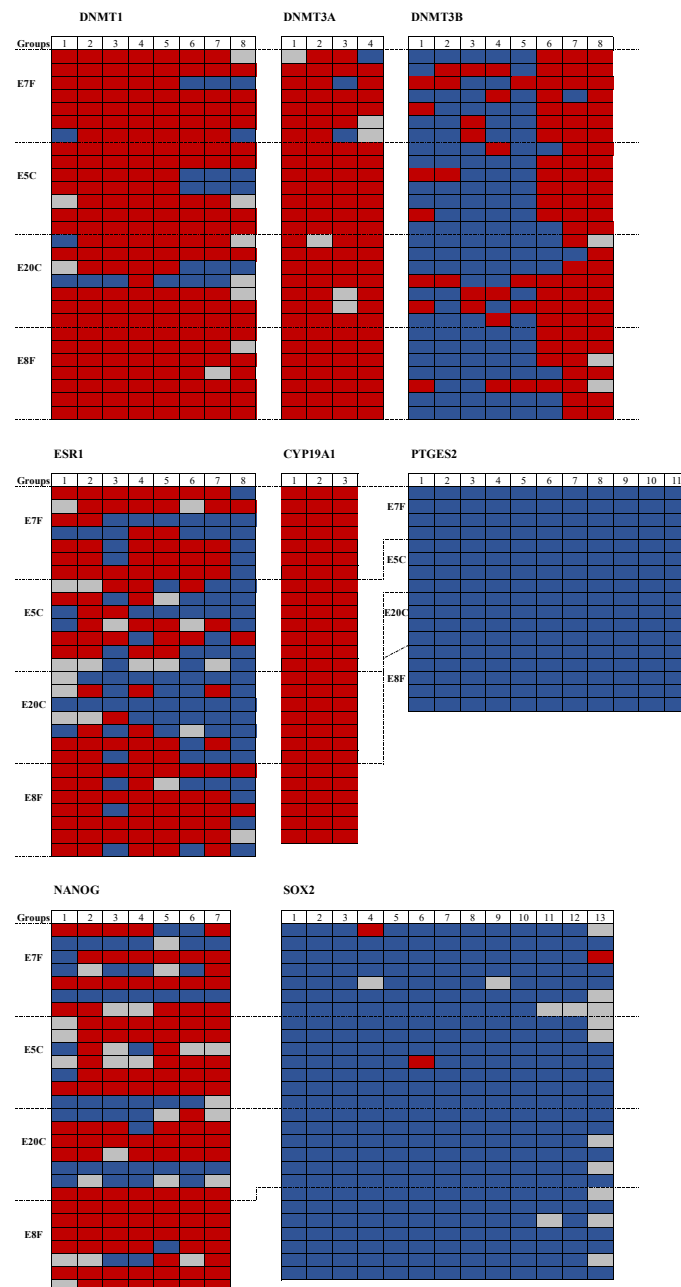 DNMT1 DNMT3A DNMT3B
Groups 1 2 3 4 5 6 7 8 1 2 3 4 1 2 3 4 5 6 7 8
E7F
E5C
E20C
E8F
ESR1 CYP19A1 PTGES2
Groups 1 2 3 4 5 6 7 8 1 2 3 Groups 1 2 3 4 5 6 7 8 9 10 11
E7F E7F
E5C E5C
E20C E20C
E8F E8F
NANOG SOX2
Groups 1 2 3 4 5 6 7 1 2 3 4 5 6 7 8 9 10 11 12 13
E7F
E5C
E20C
E8F